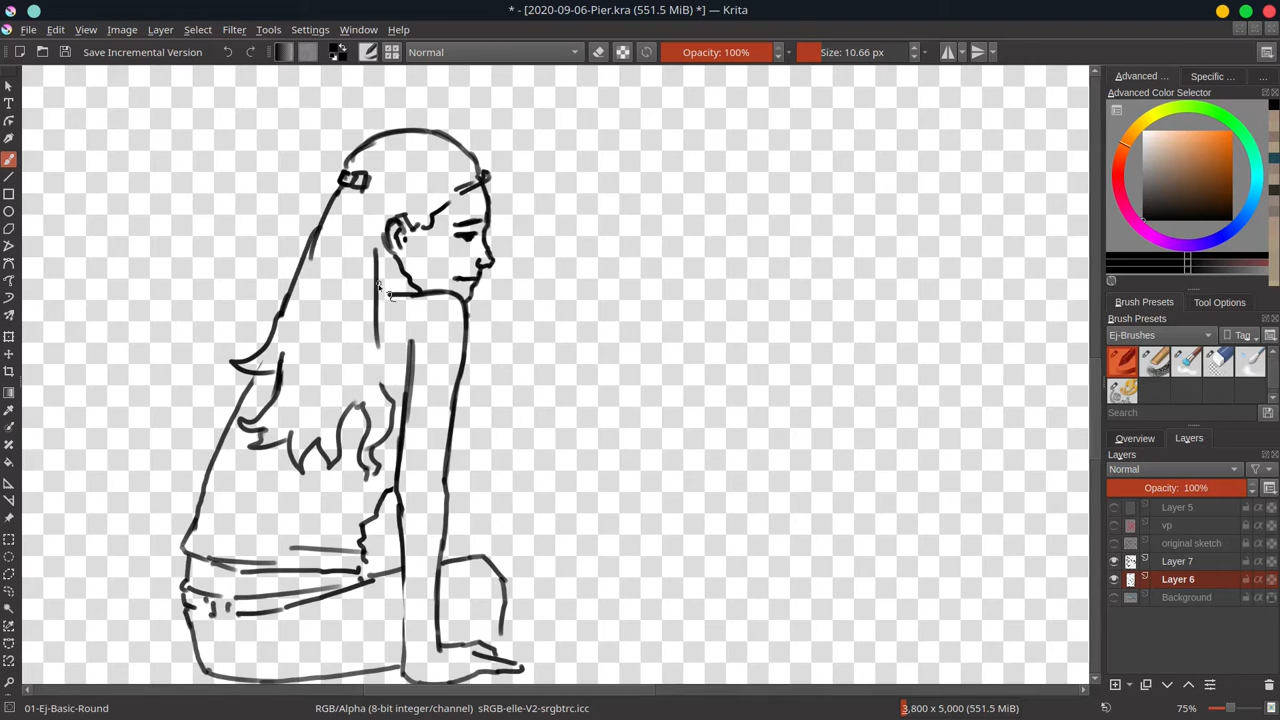 * - [2020-09-06-Pier.kra (551.5 MiB) *] — Krita
File Edit View Image Layer Select Filter Tools Settings Window Help
Save Incremental Version Normal Opacity: 100% Size: 10.66 px
Advanced ... Specific ... ...
Advanced Color Selector
Brush Presets Tool Options
Brush Presets
Ej-Brushes Tag
Search
Overview Layers
Layers
Normal
Opacity: 100%
Layer 5
vp
original sketch
Layer 7
Layer 6
Background
01-Ej-Basic-Round RGB/Alpha (8-bit integer/channel) sRGB-elle-V2-srgbtrc.icc 3,800 x 5,000 (551.5 MiB) 75%